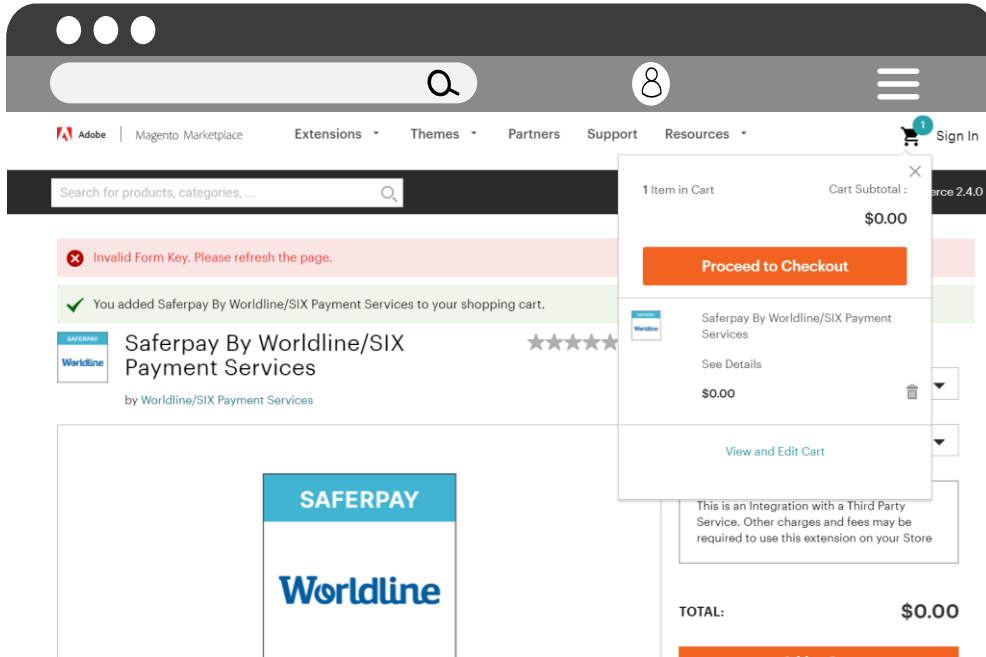 Adobe Magento Marketplace Extensions Themes Partners Support Resources 1 Sign In
Search for products, categories, ...
erce 2.4.0
1 Item in Cart Cart Subtotal :
$0.00
Proceed to Checkout
SAFERPAY
Worldline
Saferpay By Worldline/SIX Payment
Services
See Details
$0.00
View and Edit Cart
Invalid Form Key. Please refresh the page.
You added Saferpay By Worldline/SIX Payment Services to your shopping cart.
SAFERPAY
Worldline
Saferpay By Worldline/SIX
Payment Services
by Worldline/SIX Payment Services
SAFERPAY
Worldline
This is an Integration with a Third Party
Service. Other charges and fees may be
required to use this extension on your Store
TOTAL: $0.00